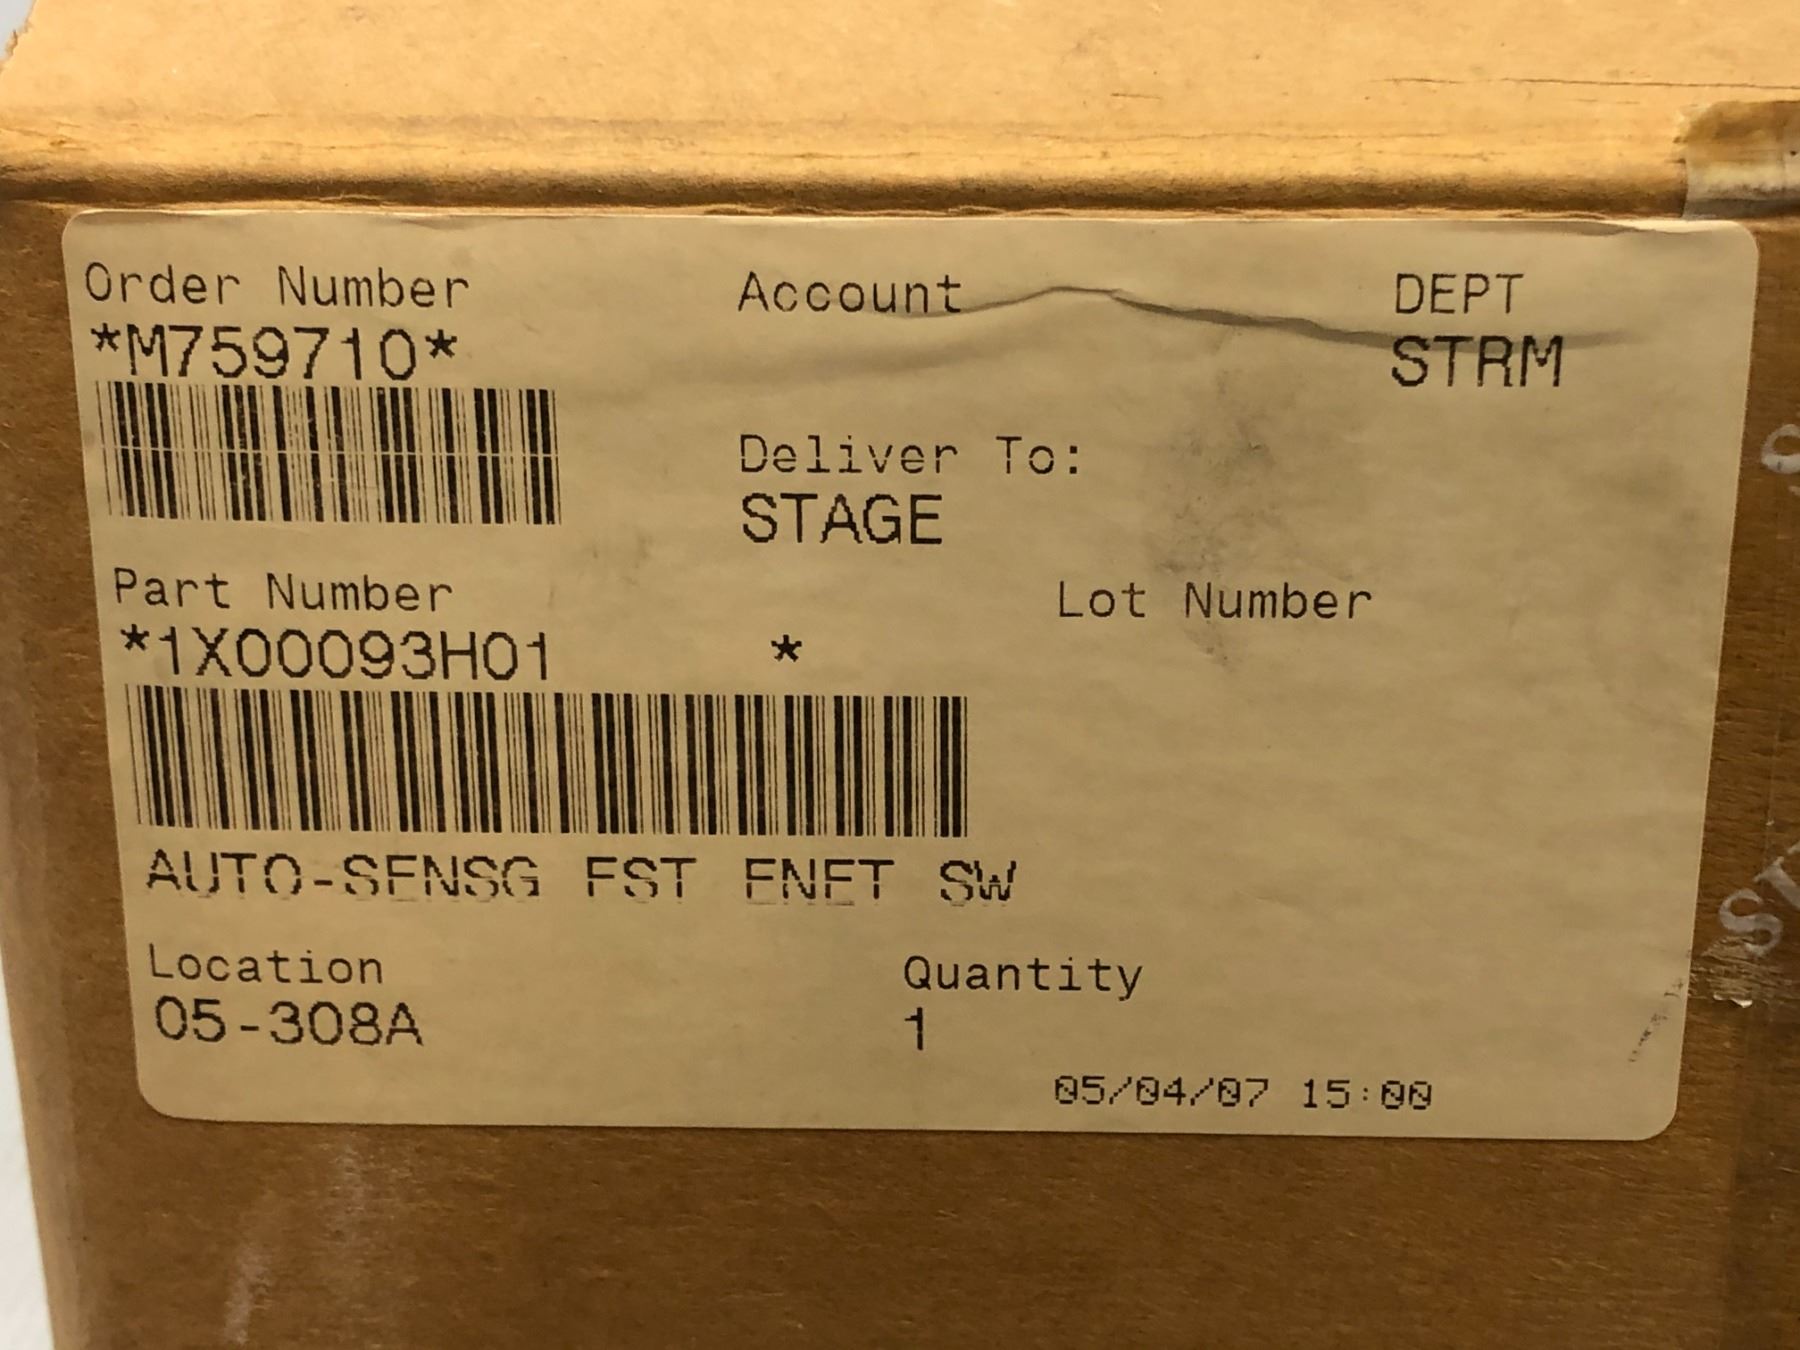 Order Number Account DEPT
*M759710* STRM
Deliver To:
STAGE
Part Number Lot Number
*1X00093H01 *
AUTO-SENSG FST ENET SW
Location Quantity
05-308A 1
05/04/07 15:00